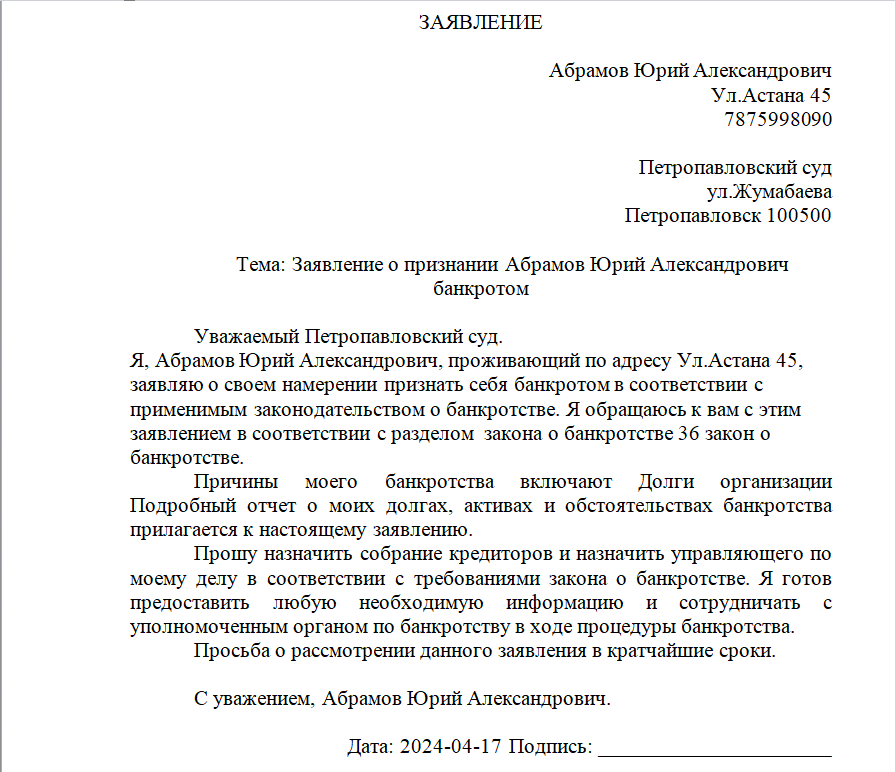 ЗАЯВЛЕНИЕ
Абрамов Юрий Александрович
Ул.Астана 45
7875998090
Петропавловский суд
ул.Жумабаева
Петропавловск 100500
Тема: Заявление о признании Абрамов Юрий Александрович
банкротом
Уважаемый Петропавловский суд.
Я, Абрамов Юрий Александрович, проживающий по адресу Ул.Астана 45,
заявляю о своем намерении признать себя банкротом в соответствии с
применимым законодательством о банкротстве. Я обращаюсь к вам с этим
заявлением в соответствии с разделом закона о банкротстве 36 закон о
банкротстве.
Причины моего банкротства включают Долги организации
Подробный отчет о моих долгах, активах и обстоятельствах банкротства
прилагается к настоящему заявлению.
Прошу назначить собрание кредиторов и назначить управляющего по
моему делу в соответствии с требованиями закона о банкротстве. Я готов
предоставить любую необходимую информацию и сотрудничать с
уполномоченным органом по банкротству в ходе процедуры банкротства.
Просьба о рассмотрении данного заявления в кратчайшие сроки.
С уважением, Абрамов Юрий Александрович.
Дата: 2024-04-17 Подпись: ______________________